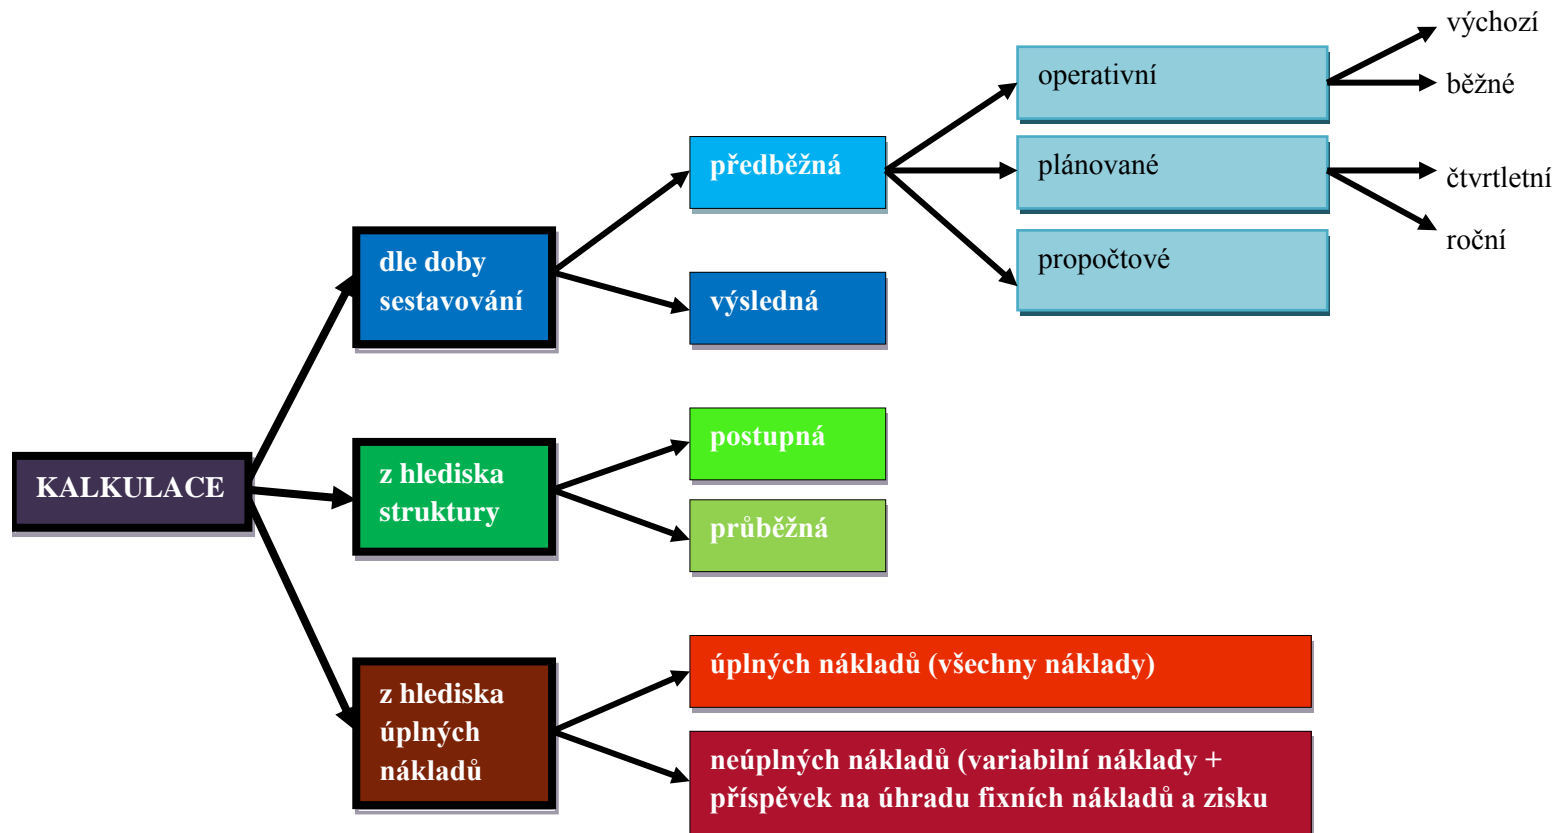 výchozí
operativní
běžné
předběžná
plánované
čtvrtletní
roční
dle doby
sestavování
propočtové
výsledná
postupná
z hlediska
struktury
KALKULACE
průběžná
úplných nákladů (všechny náklady)
z hlediska
úplných
nákladů
neúplných nákladů (variabilní náklady +
příspěvek na úhradu fixních nákladů a zisku